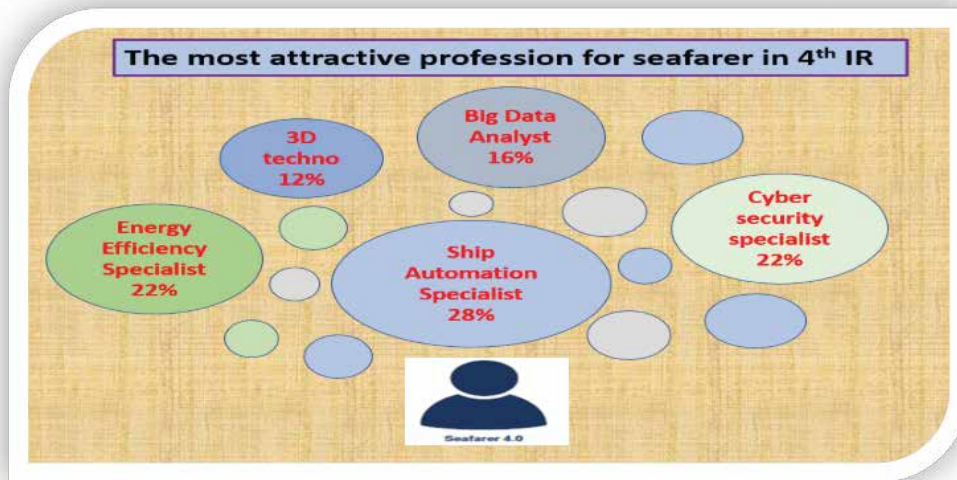 The most attractive profession for seafarer in 4th IR
3D
techno
12%
Big Data
Analyst
16%
Energy
Efficiency
Specialist
22%
Ship
Automation
Specialist
28%
Cyber
security
specialist
22%
Seafarer 4.0